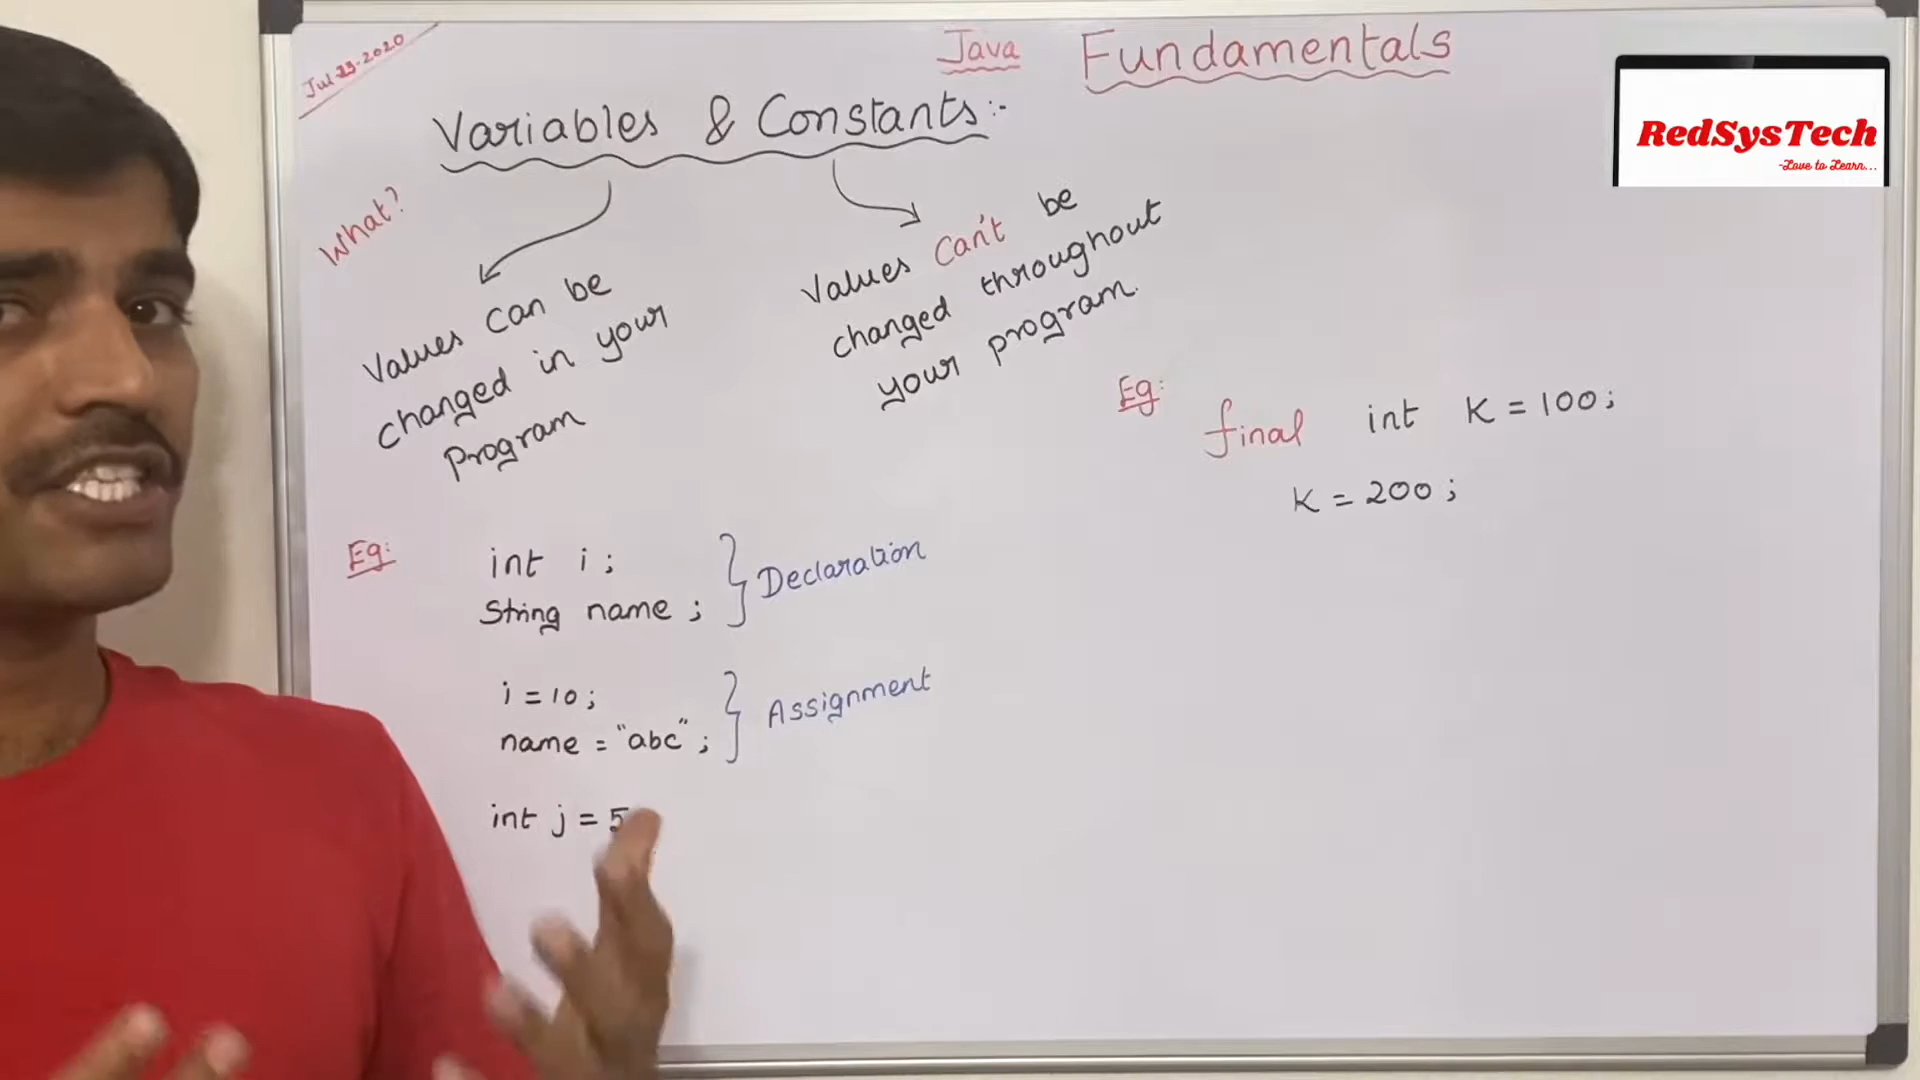 Jul-23-2020
Java Fundamentals
RedSysTech
-Love to Learn...
Variables & Constants:-
What?
Values can be
changed in your
Program
Values Can't be
changed throughout
your program.
Eg:
final int K = 100;
K = 200;
Eg:
int i;
String name;
Declaration
i = 10;
name = "abc";
Assignment
int j = 5